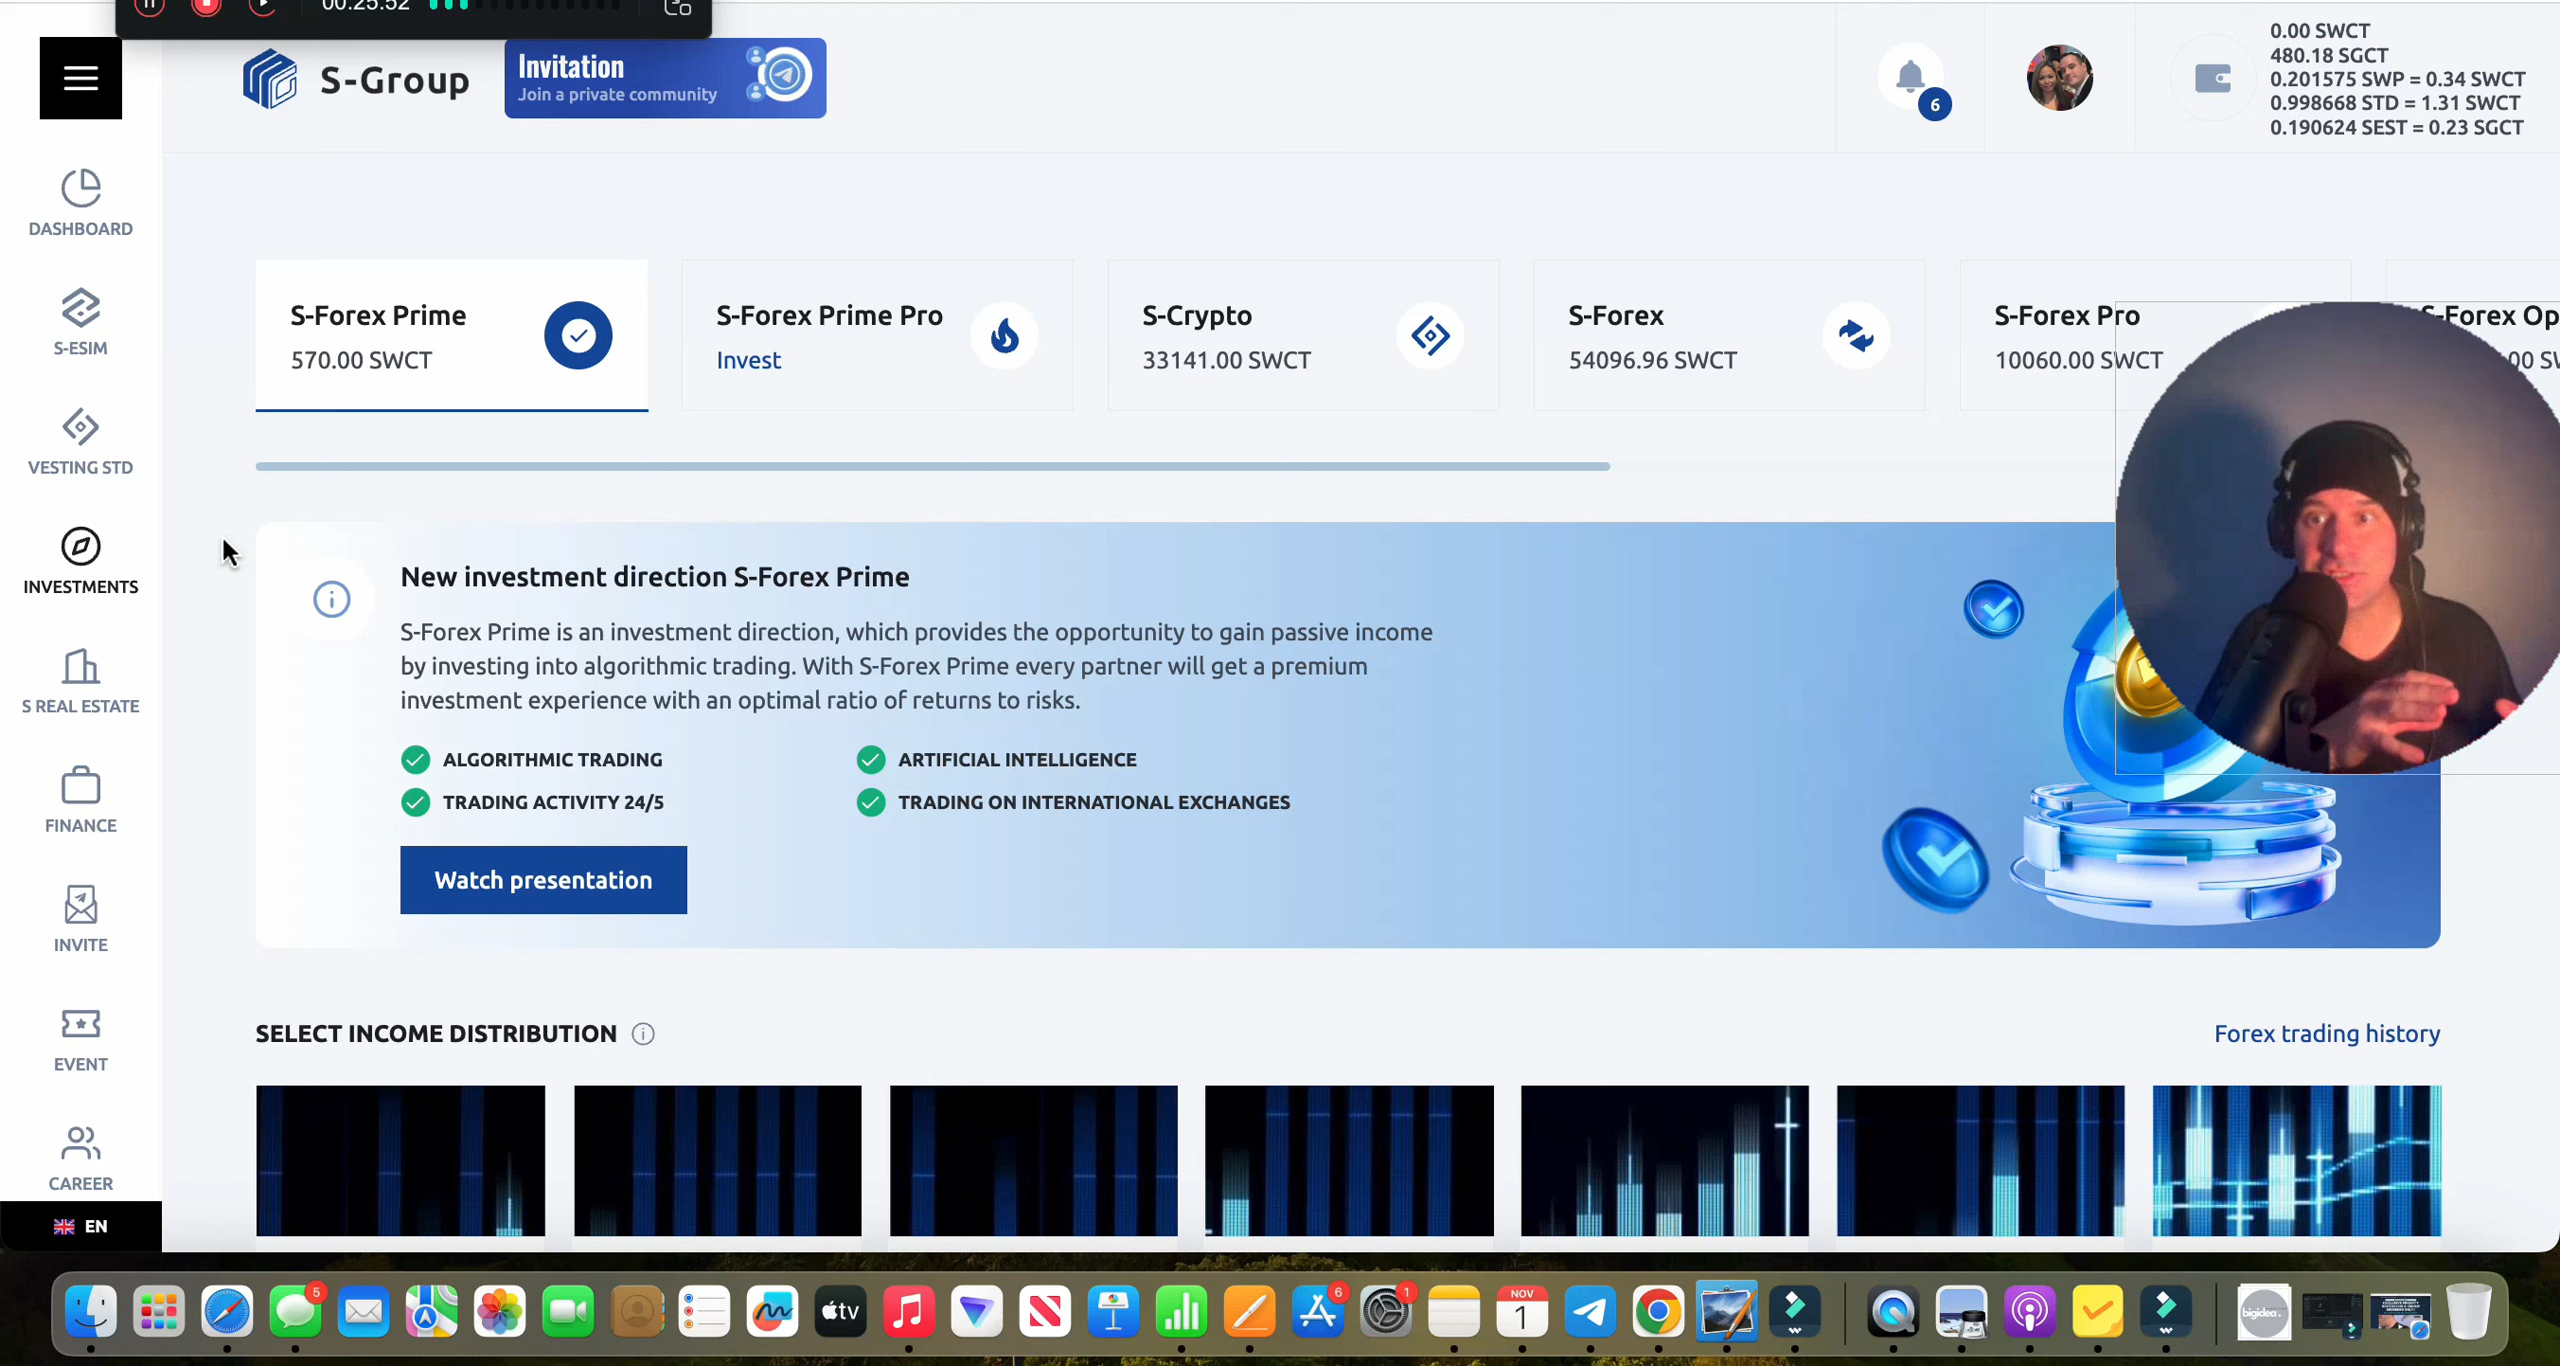 00:25:52
S-Group
Invitation
Join a private community
6
0.00 SWCT
480.18 SGCT
0.201575 SWP = 0.34 SWCT
0.998668 STD = 1.31 SWCT
0.190624 SEST = 0.23 SGCT
DASHBOARD
S-ESIM
VESTING STD
INVESTMENTS
S REAL ESTATE
FINANCE
INVITE
EVENT
CAREER
EN
S-Forex Prime
570.00 SWCT
S-Forex Prime Pro
Invest
S-Crypto
33141.00 SWCT
S-Forex
54096.96 SWCT
S-Forex Pro
10060.00 SWCT
S-Forex Op
New investment direction S-Forex Prime
S-Forex Prime is an investment direction, which provides the opportunity to gain passive income
by investing into algorithmic trading. With S-Forex Prime every partner will get a premium
investment experience with an optimal ratio of returns to risks.
ALGORITHMIC TRADING
ARTIFICIAL INTELLIGENCE
TRADING ACTIVITY 24/5
TRADING ON INTERNATIONAL EXCHANGES
Watch presentation
SELECT INCOME DISTRIBUTION
Forex trading history
5
tv
6
1
NOV
1
bigidea